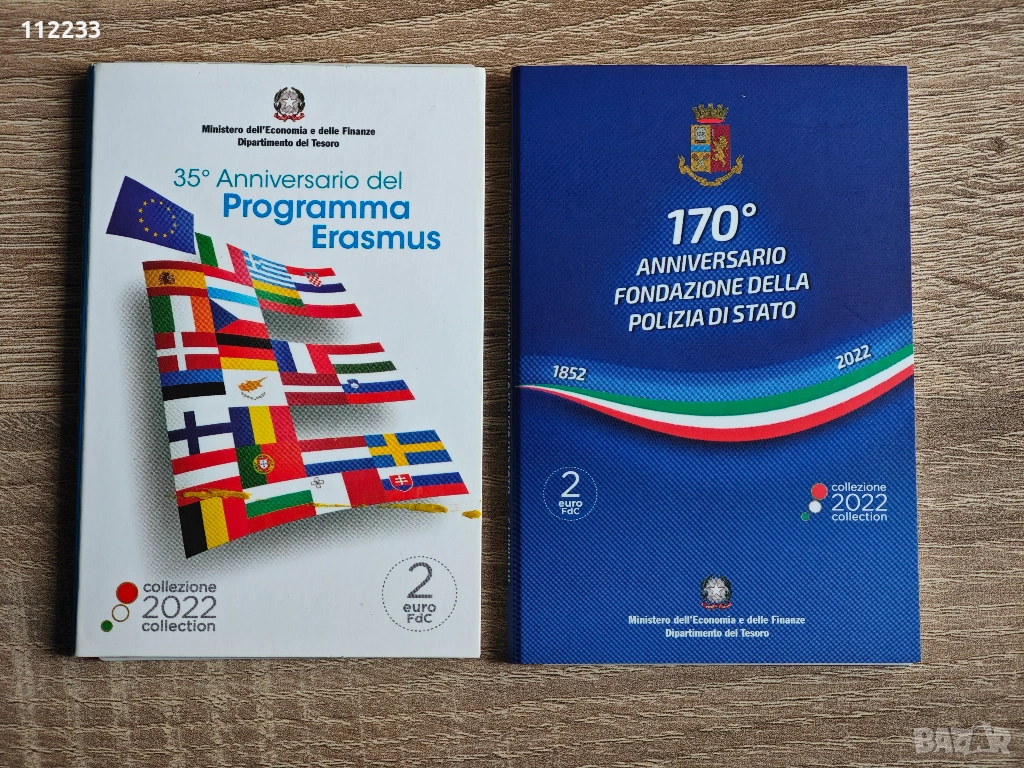 112233
Ministero dell'Economia e delle Finanze
Dipartimento del Tesoro
35° Anniversario del
Programma
Erasmus
collezione
2022
collection
2
euro
FdC
170°
ANNIVERSARIO
FONDAZIONE DELLA
POLIZIA DI STATO
1852
2022
2
euro
FdC
collezione
2022
collection
Ministero dell'Economia e delle Finanze
Dipartimento del Tesoro
BAZAR